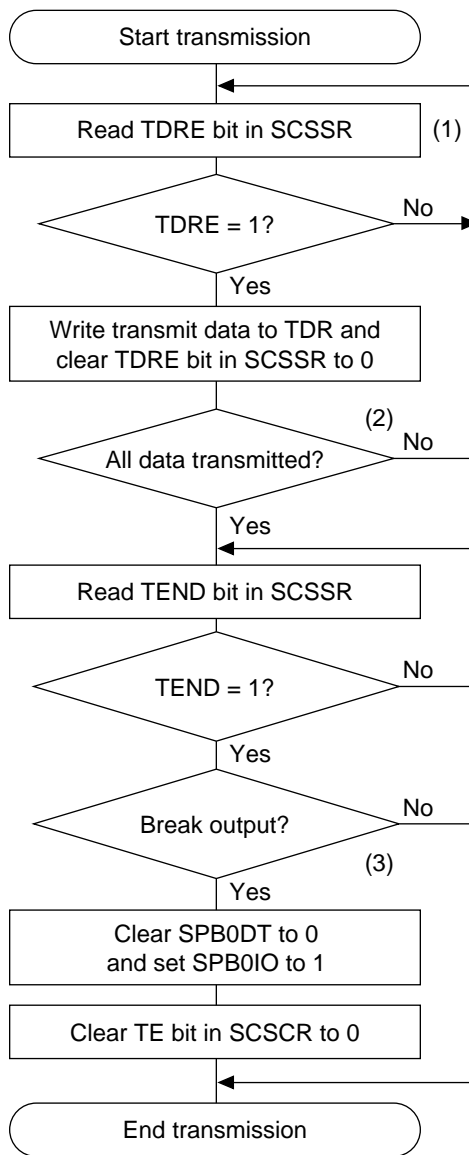 Start transmission
Read TDRE bit in SCSSR
(1)
TDRE = 1?
No
Yes
Write transmit data to TDR and
clear TDRE bit in SCSSR to 0
(2)
All data transmitted?
No
Yes
Read TEND bit in SCSSR
TEND = 1?
No
Yes
Break output?
No
(3)
Yes
Clear SPB0DT to 0
and set SPB0IO to 1
Clear TE bit in SCSCR to 0
End transmission